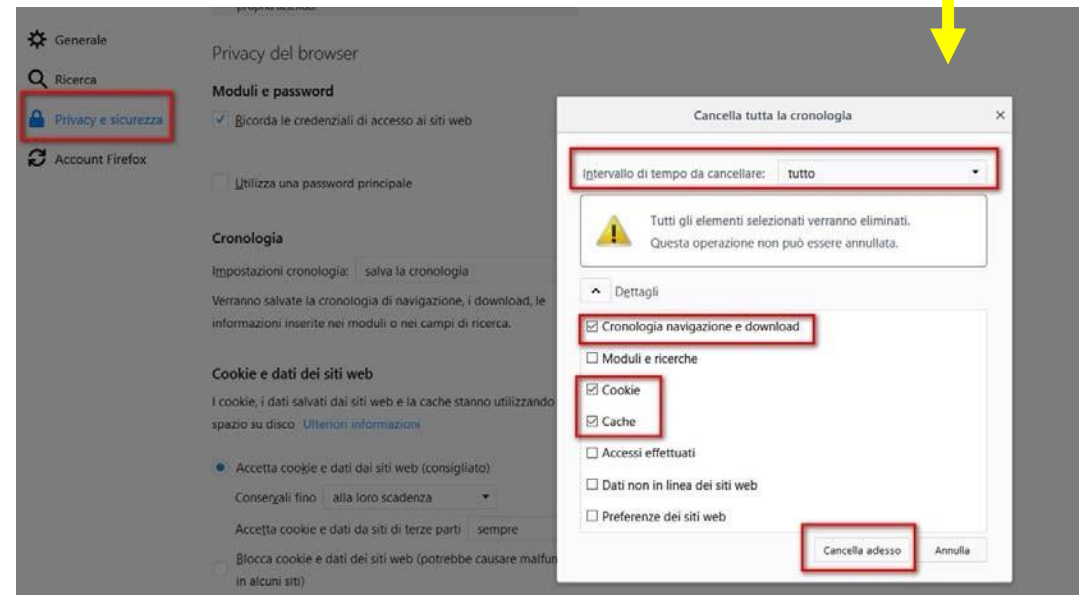 Generale
Ricerca
Privacy e sicurezza
Account Firefox
Privacy del browser
Moduli e password
Ricorda le credenziali di accesso ai siti web
Utilizza una password principale
Cronologia
Impostazioni cronologia: salva la cronologia
Verranno salvate la cronologia di navigazione, i download, le
informazioni inserite nei moduli o nei campi di ricerca.
Cookie e dati dei siti web
I cookie, i dati salvati dai siti web e la cache stanno utilizzando
spazio su disco Ulteriori informazioni
Accetta cookie e dati dai siti web (consigliato)
Conservali fino alla loro scadenza
Accetta cookie e dati da siti di terze parti sempre
Blocca cookie e dati dei siti web (potrebbe causare malfun
in alcuni siti)
Cancella tutta la cronologia
Intervallo di tempo da cancellare: tutto
Tutti gli elementi selezionati verranno eliminati.
Questa operazione non può essere annullata.
Dettagli
Cronologia navigazione e download
Moduli e ricerche
Cookie
Cache
Accessi effettuati
Dati non in linea dei siti web
Preferenze dei siti web
Cancella adesso Annulla